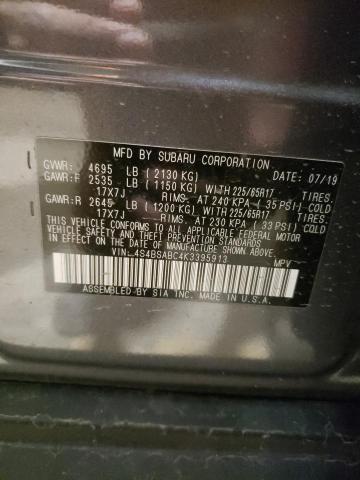 MFD BY SUBARU CORPORATION DATE: 07/19
GVWR: 4695 LB (2130 KG)
GAWR:F 2535 LB (1150 KG) WITH 225/65R17 TIRES.
17X7J RIMS. AT 240 KPA (35 PSI) COLD
GAWR:R 2645 LB (1200 KG) WITH 225/65R17 TIRES.
17X7J RIMS. AT 230 KPA (33 PSI) COLD
THIS VEHICLE CONFORMS TO ALL APPLICABLE FEDERAL MOTOR
VEHICLE SAFETY AND THEFT PREVENTION STANDARDS
IN EFFECT ON THE DATE OF MANUFACTURE SHOWN ABOVE.
VIN: 4S4BSABC4K3395913 MPV
ASSEMBLED BY SIA INC. MADE IN U.S.A.